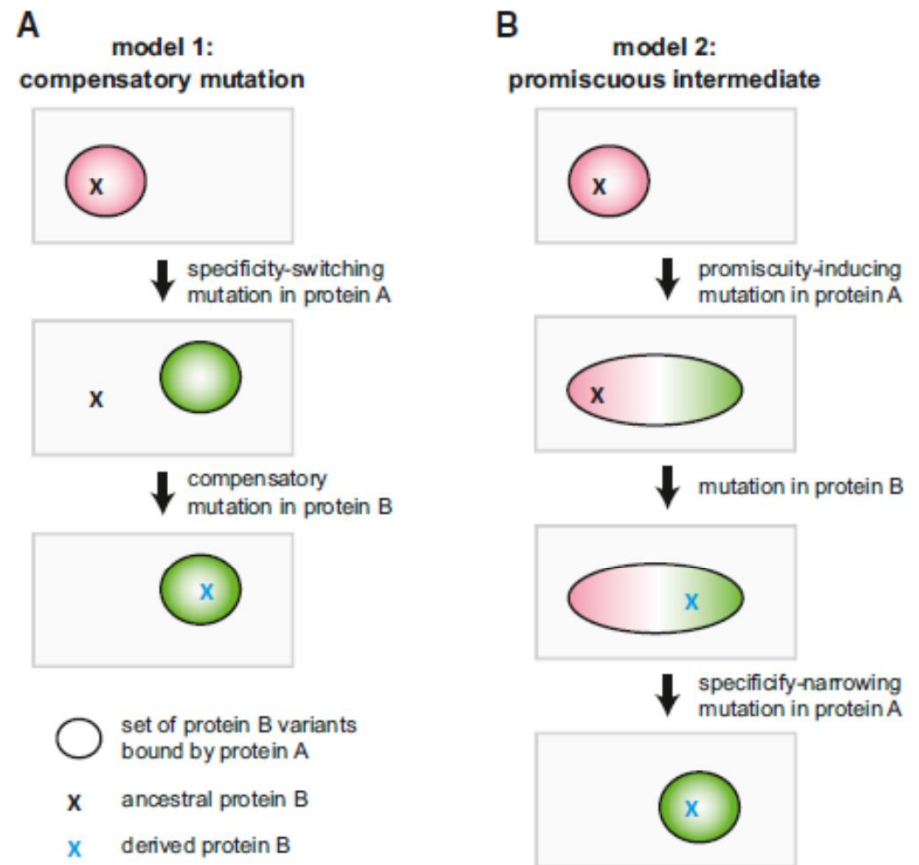 A
model 1:
compensatory mutation
X
specificity-switching
mutation in protein A
X
compensatory
mutation in protein B
X
set of protein B variants
bound by protein A
X ancestral protein B
X derived protein B
B
model 2:
promiscuous intermediate
X
promiscuity-inducing
mutation in protein A
X
mutation in protein B
X
specifify-narrowing
mutation in protein A
X